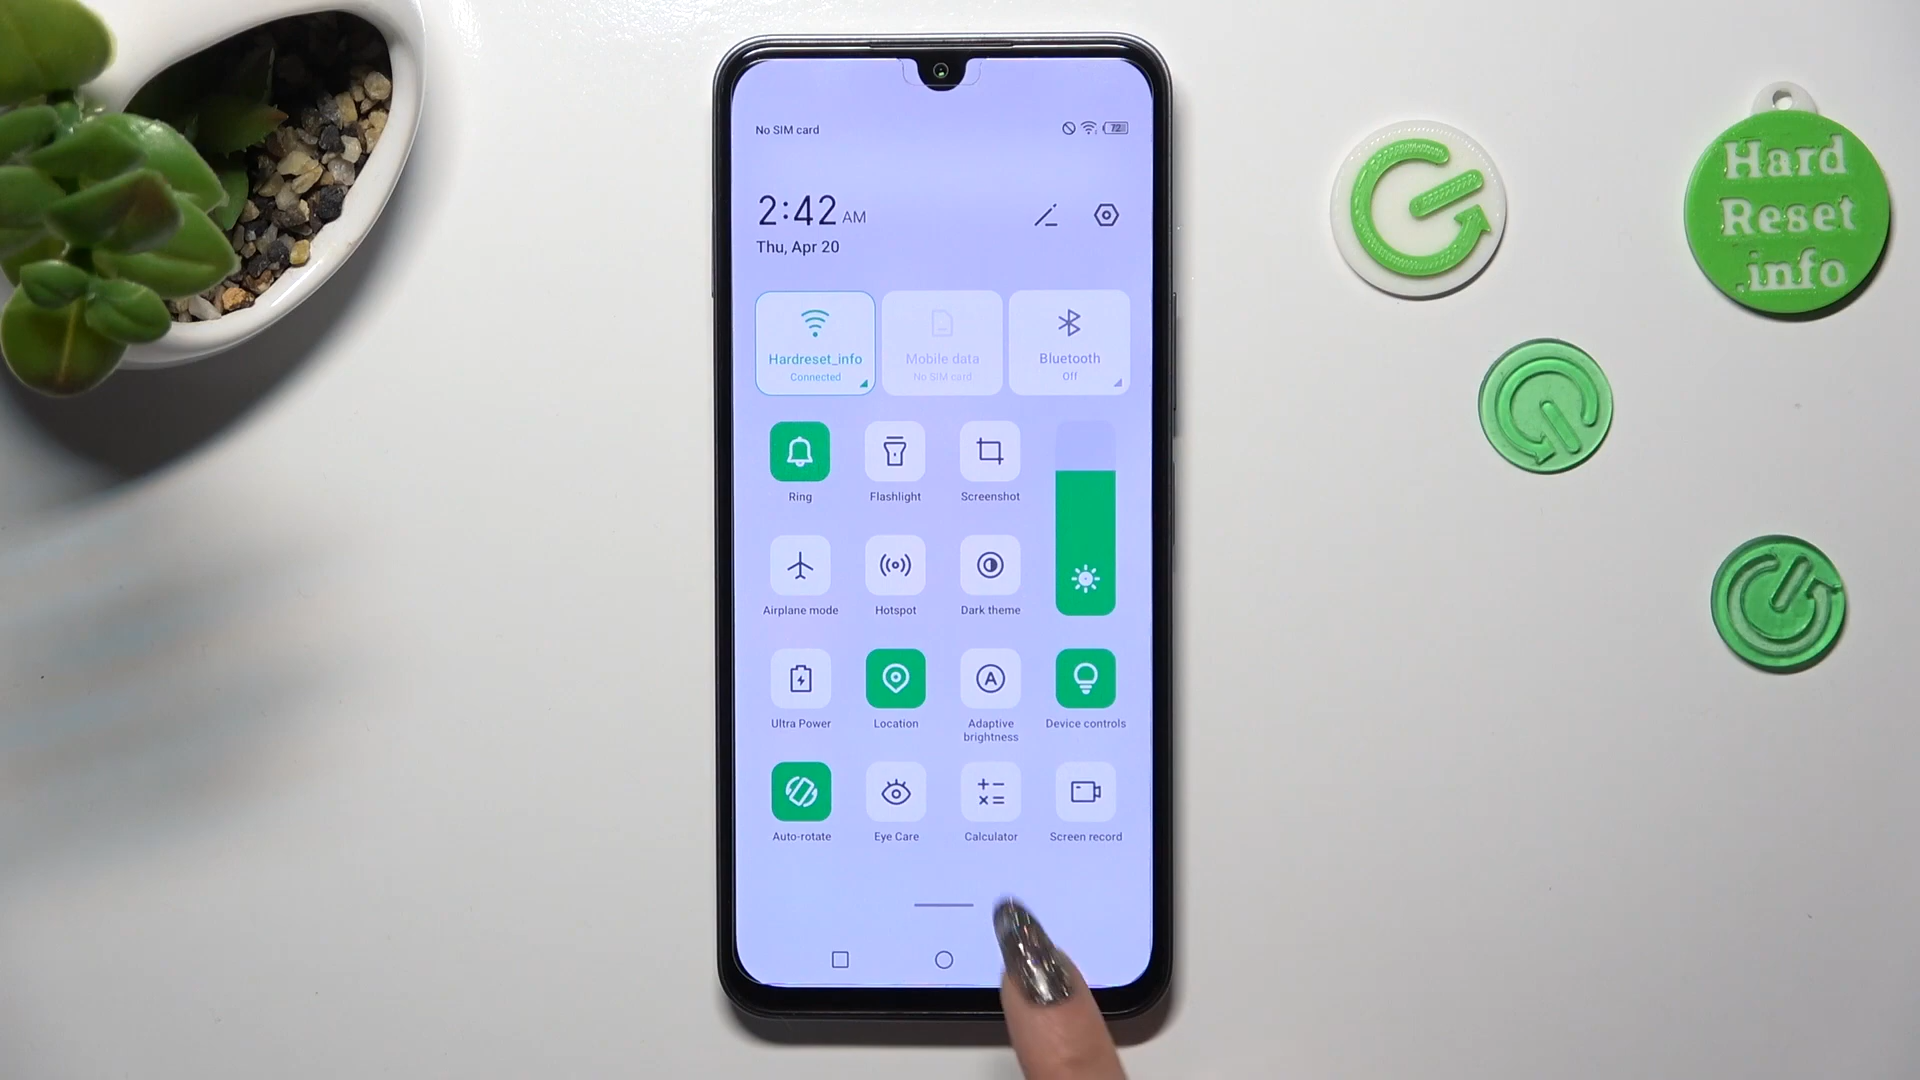 No SIM card
72
2:42 AM
Thu, Apr 20
Hardreset_info
Connected
Mobile data
No SIM card
Bluetooth
Off
Ring
Flashlight
Screenshot
Airplane mode
Hotspot
Dark theme
Ultra Power
Location
Adaptive
brightness
Device controls
Auto-rotate
Eye Care
Calculator
Screen record
Hard
Reset
.info